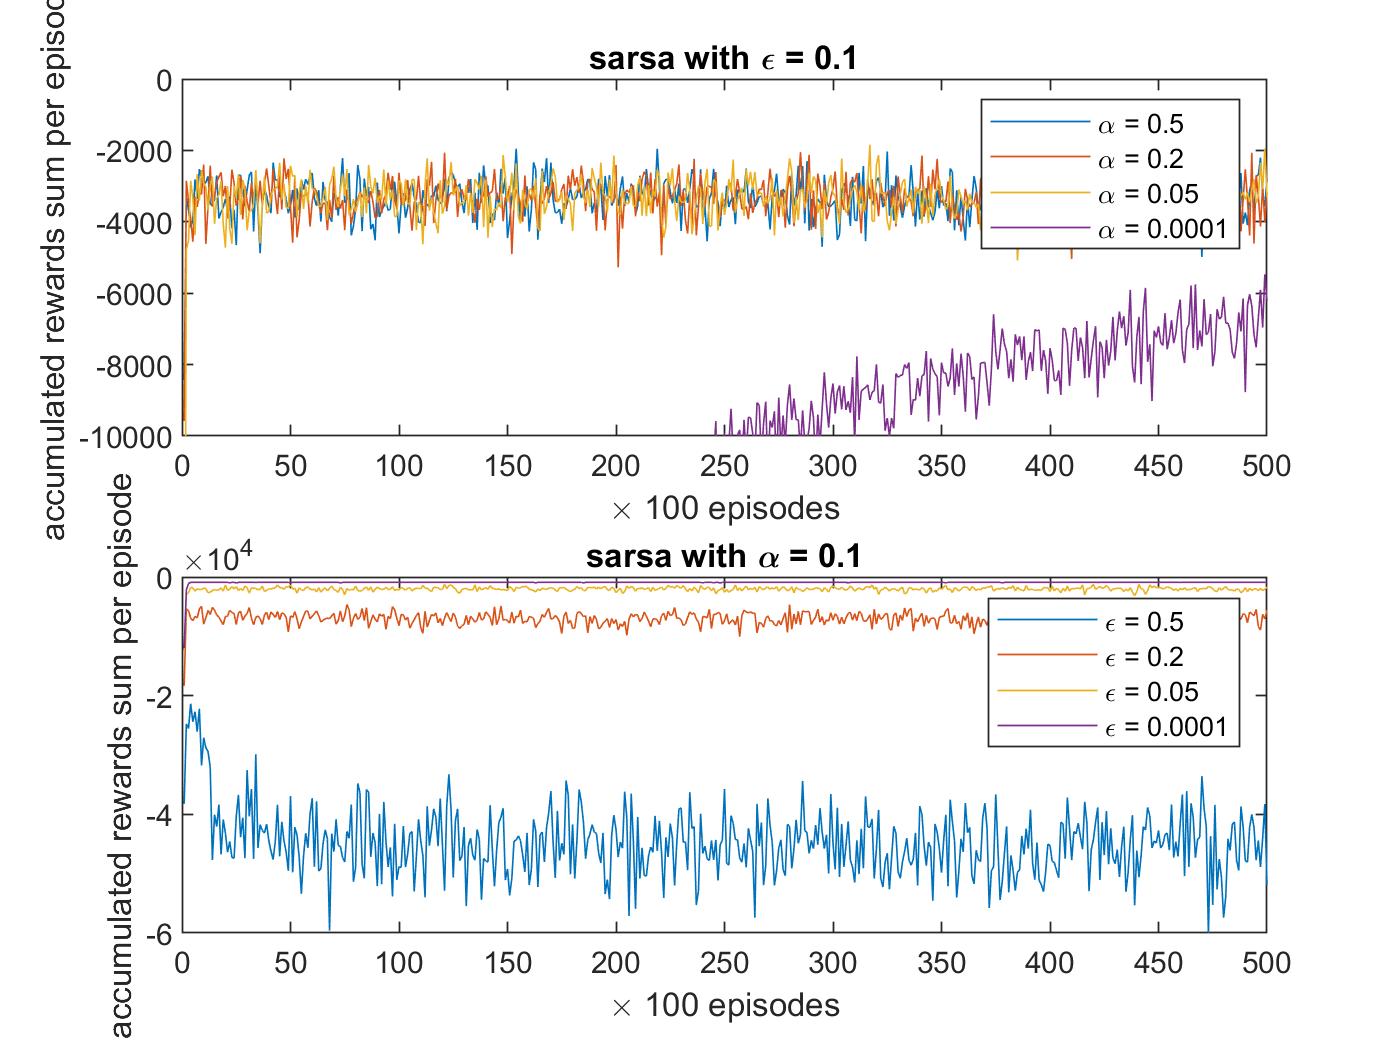 sarsa with ϵ = 0.1
accumulated rewards sum per episod
0
-2000
-4000
-6000
-8000
-10000
α = 0.5
α = 0.2
α = 0.05
α = 0.0001
0 50 100 150 200 250 300 350 400 450 500
× 100 episodes
sarsa with α = 0.1
×10^4
accumulated rewards sum per episode
0
-2
-4
-6
ϵ = 0.5
ϵ = 0.2
ϵ = 0.05
ϵ = 0.0001
0 50 100 150 200 250 300 350 400 450 500
× 100 episodes